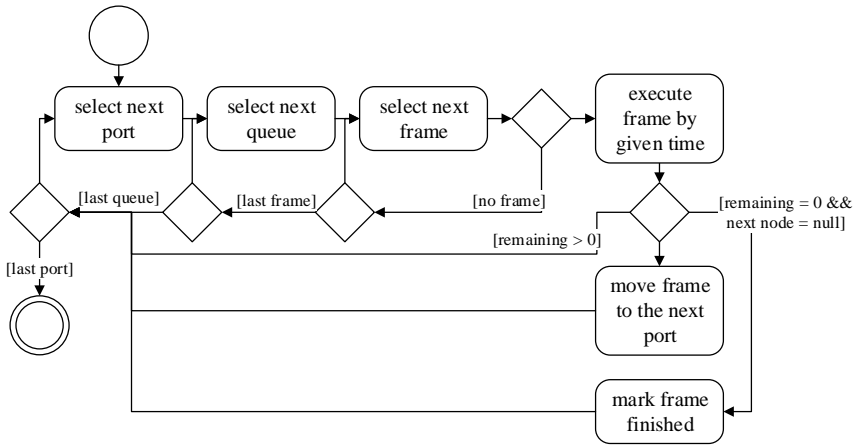 select next
port
select next
queue
select next
frame
execute
frame by
given time
[last queue]
[last frame]
[no frame]
[remaining = 0 &&
next node = null]
[remaining > 0]
[last port]
move frame
to the next
port
mark frame
finished